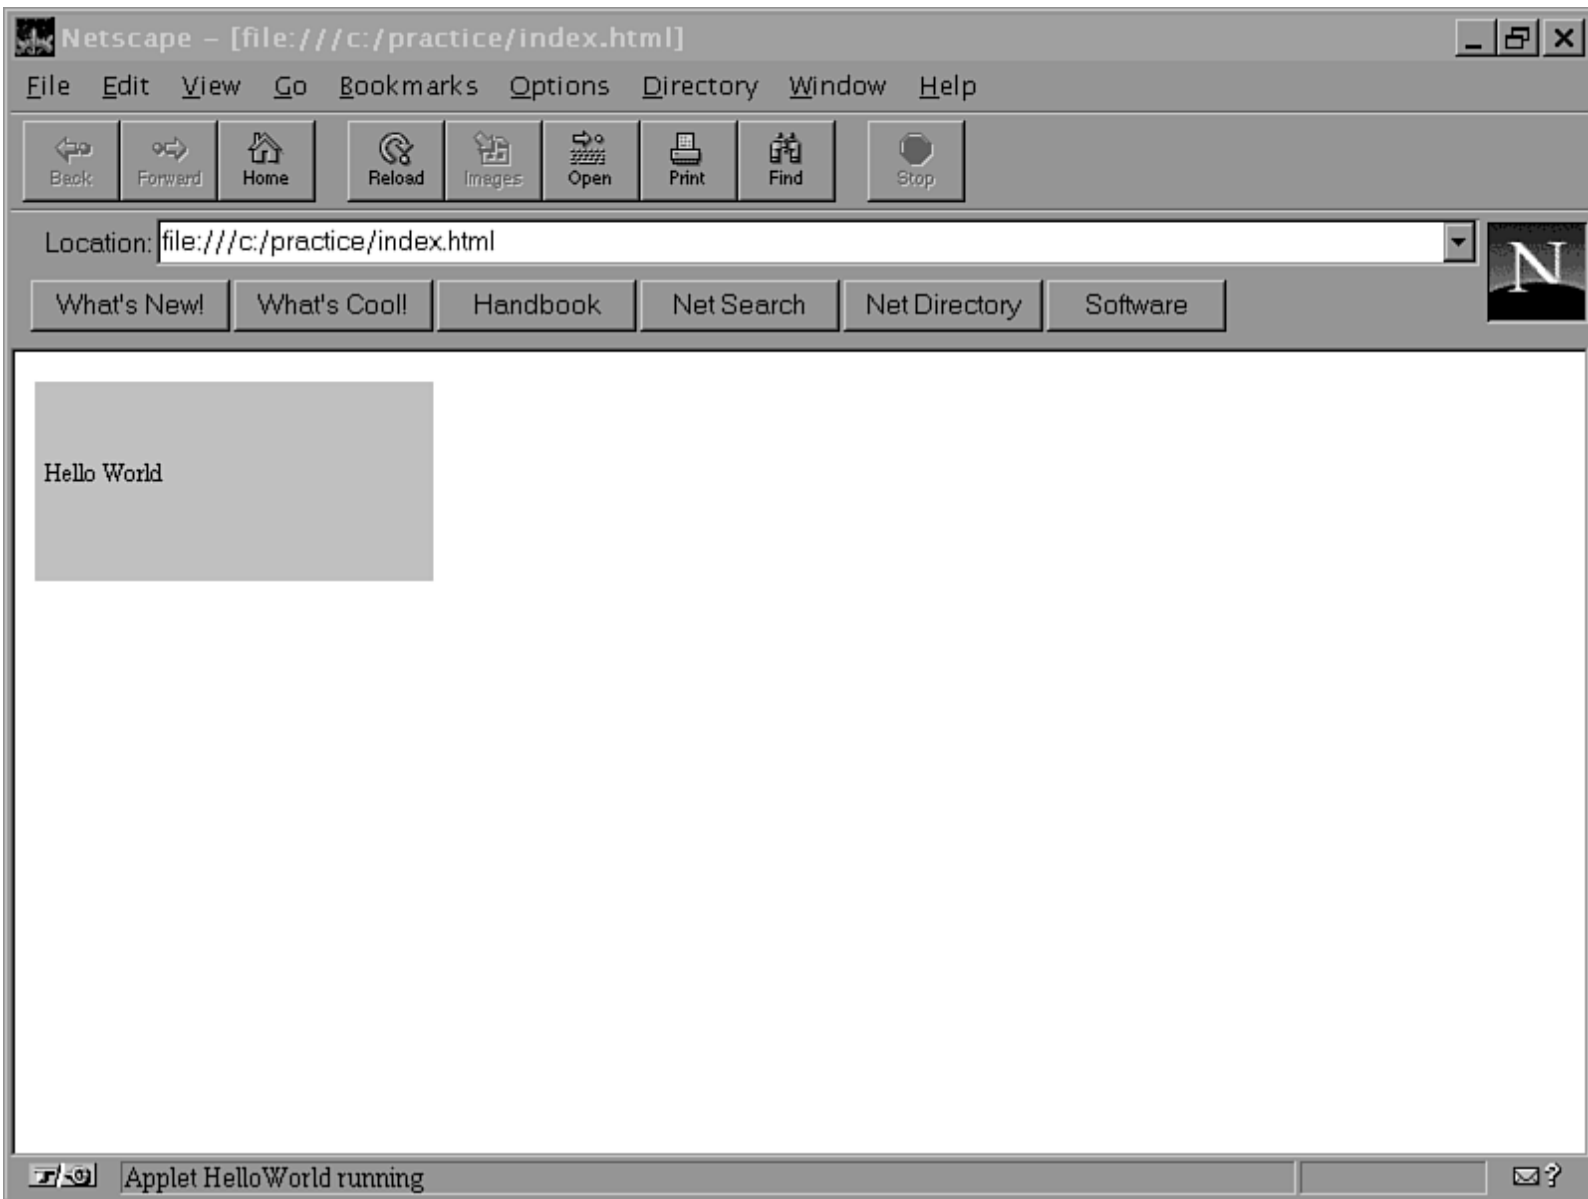 Netscape – [file:///c:/practice/index.html]
File Edit View Go Bookmarks Options Directory Window Help
Back Forward Home Reload Images Open Print Find Stop
Location: file:///c:/practice/index.html
N
What's New! What's Cool! Handbook Net Search Net Directory Software
Hello World
Applet HelloWorld running
?